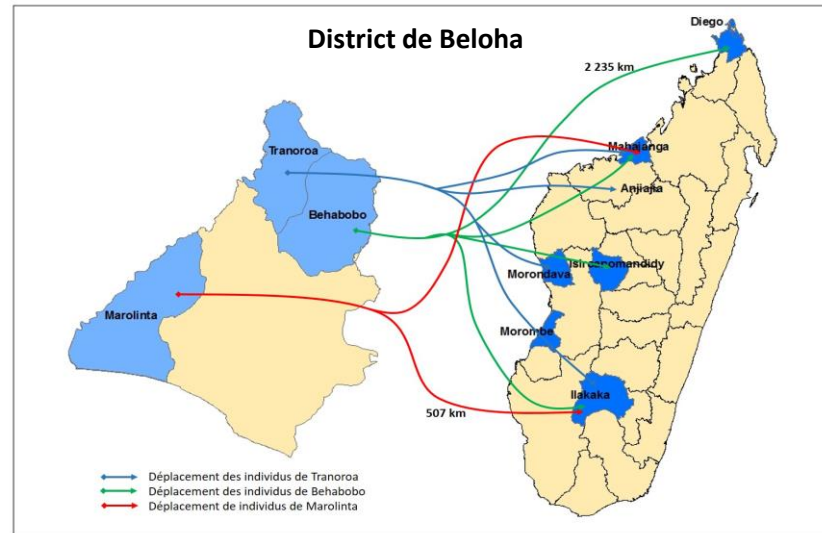 District de Beloha
Diego
2 235 km
Tranoroa
Mahajanga
Anjiajia
Behabobo
Morondava
Marolinta
Morombe
Ilakaka
507 km
Déplacement des individus de Tranoroa
Déplacement des individus de Behabobo
Déplacement de individus de Marolinta